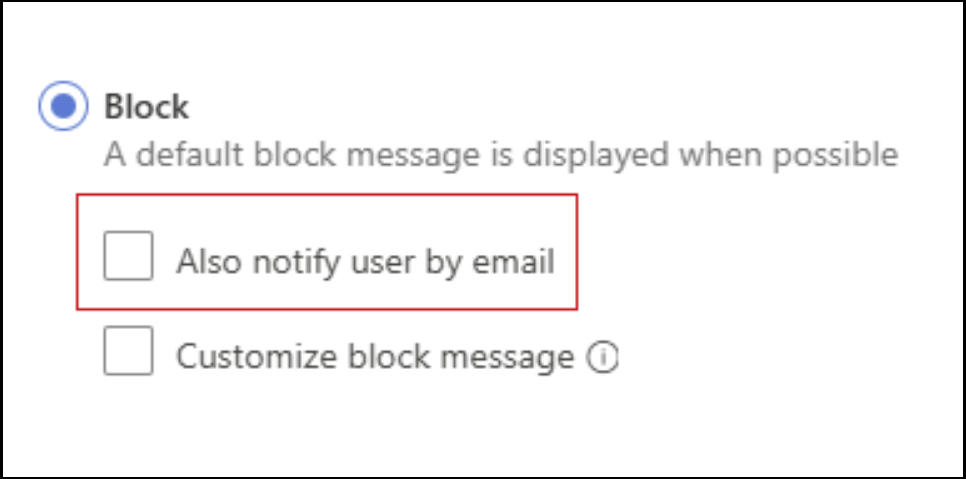 Block
A default block message is displayed when possible
Also notify user by email
Customize block message